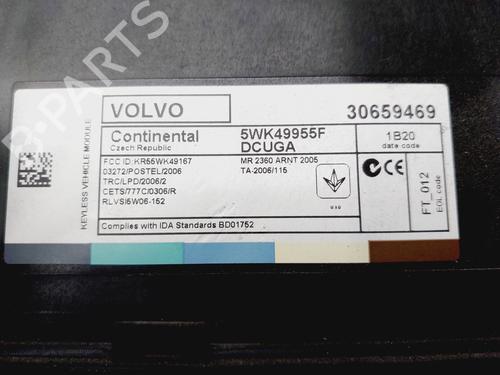 B-PARTS
VOLVO
30659469
KEYLESS VEHICLE MODULE
Continental
Czech Republic
5WK49955F
DCUGA
1B20
date code
FCC ID: KR55WK49167
MR 2360 ARNT 2005
03272/POSTEL/2006
TA-2006/115
TRC/LPD/2006/2
CETS/777C/0306/R
RLVSI5W06-152
CE
FT_012
EOL code
Complies with IDA Standards BD01752